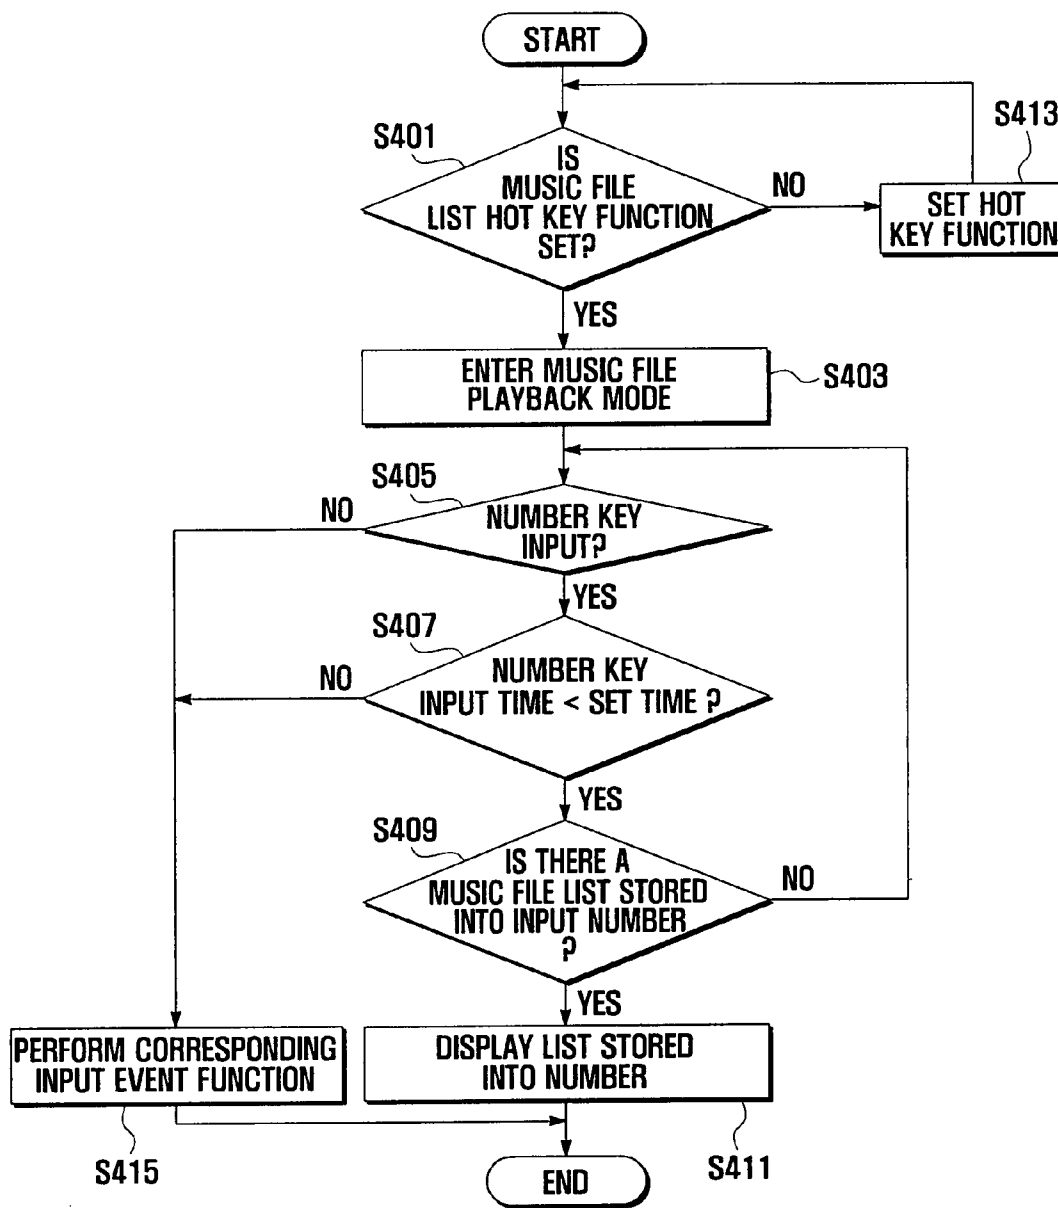 START
S401
IS
MUSIC FILE
LIST HOT KEY FUNCTION
SET?
NO
S413
SET HOT
KEY FUNCTION
YES
ENTER MUSIC FILE
PLAYBACK MODE
S403
S405
NO
NUMBER KEY
INPUT?
YES
S407
NO
NUMBER KEY
INPUT TIME < SET TIME ?
YES
S409
IS THERE A
MUSIC FILE LIST STORED
INTO INPUT NUMBER
?
NO
YES
PERFORM CORRESPONDING
INPUT EVENT FUNCTION
S415
DISPLAY LIST STORED
INTO NUMBER
S411
END